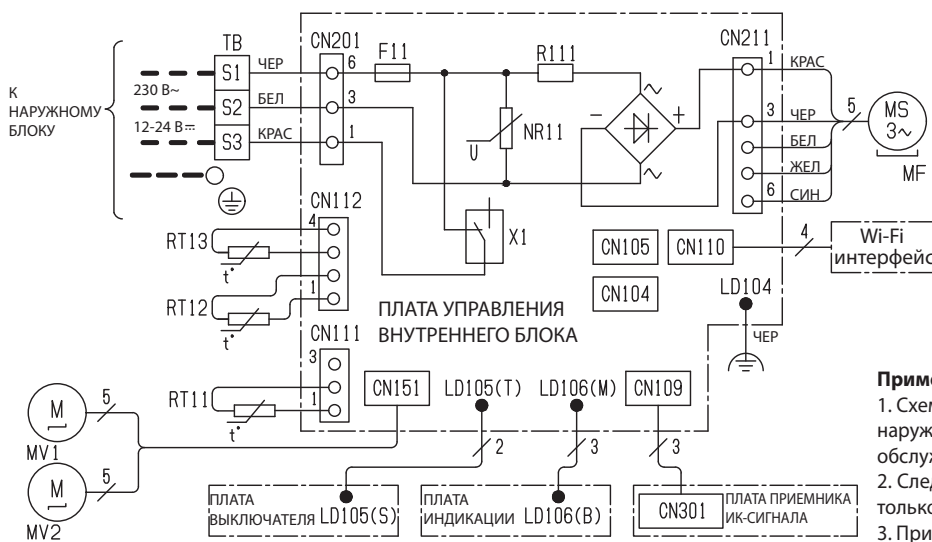 К
НАРУЖНОМУ
БЛОКУ
230 В~
12-24 В⎓
TB
S1
S2
S3
ЧЕР
БЕЛ
КРАС
CN201
6
3
1
F11
R111
NR11
U
X1
~
~
−
+
CN211
1
3
6
КРАС
ЧЕР
БЕЛ
ЖЕЛ
СИН
5
MS
3~
MF
CN112
4
1
RT13
t°
RT12
t°
CN111
3
1
RT11
t°
CN105
CN110
CN104
4
Wi-Fi
интерфейс
LD104
ЧЕР
ПЛАТА УПРАВЛЕНИЯ
ВНУТРЕННЕГО БЛОКА
CN151
LD105(T)
LD106(M)
CN109
M
5
MV1
M
5
MV2
2
3
3
ПЛАТА
ВЫКЛЮЧАТЕЛЯ LD105(S)
ПЛАТА
ИНДИКАЦИИ LD106(B)
CN301
ПЛАТА ПРИЕМНИКА
ИК-СИГНАЛА
1. Схем
наруж
обслуж
2. След
только
3. При